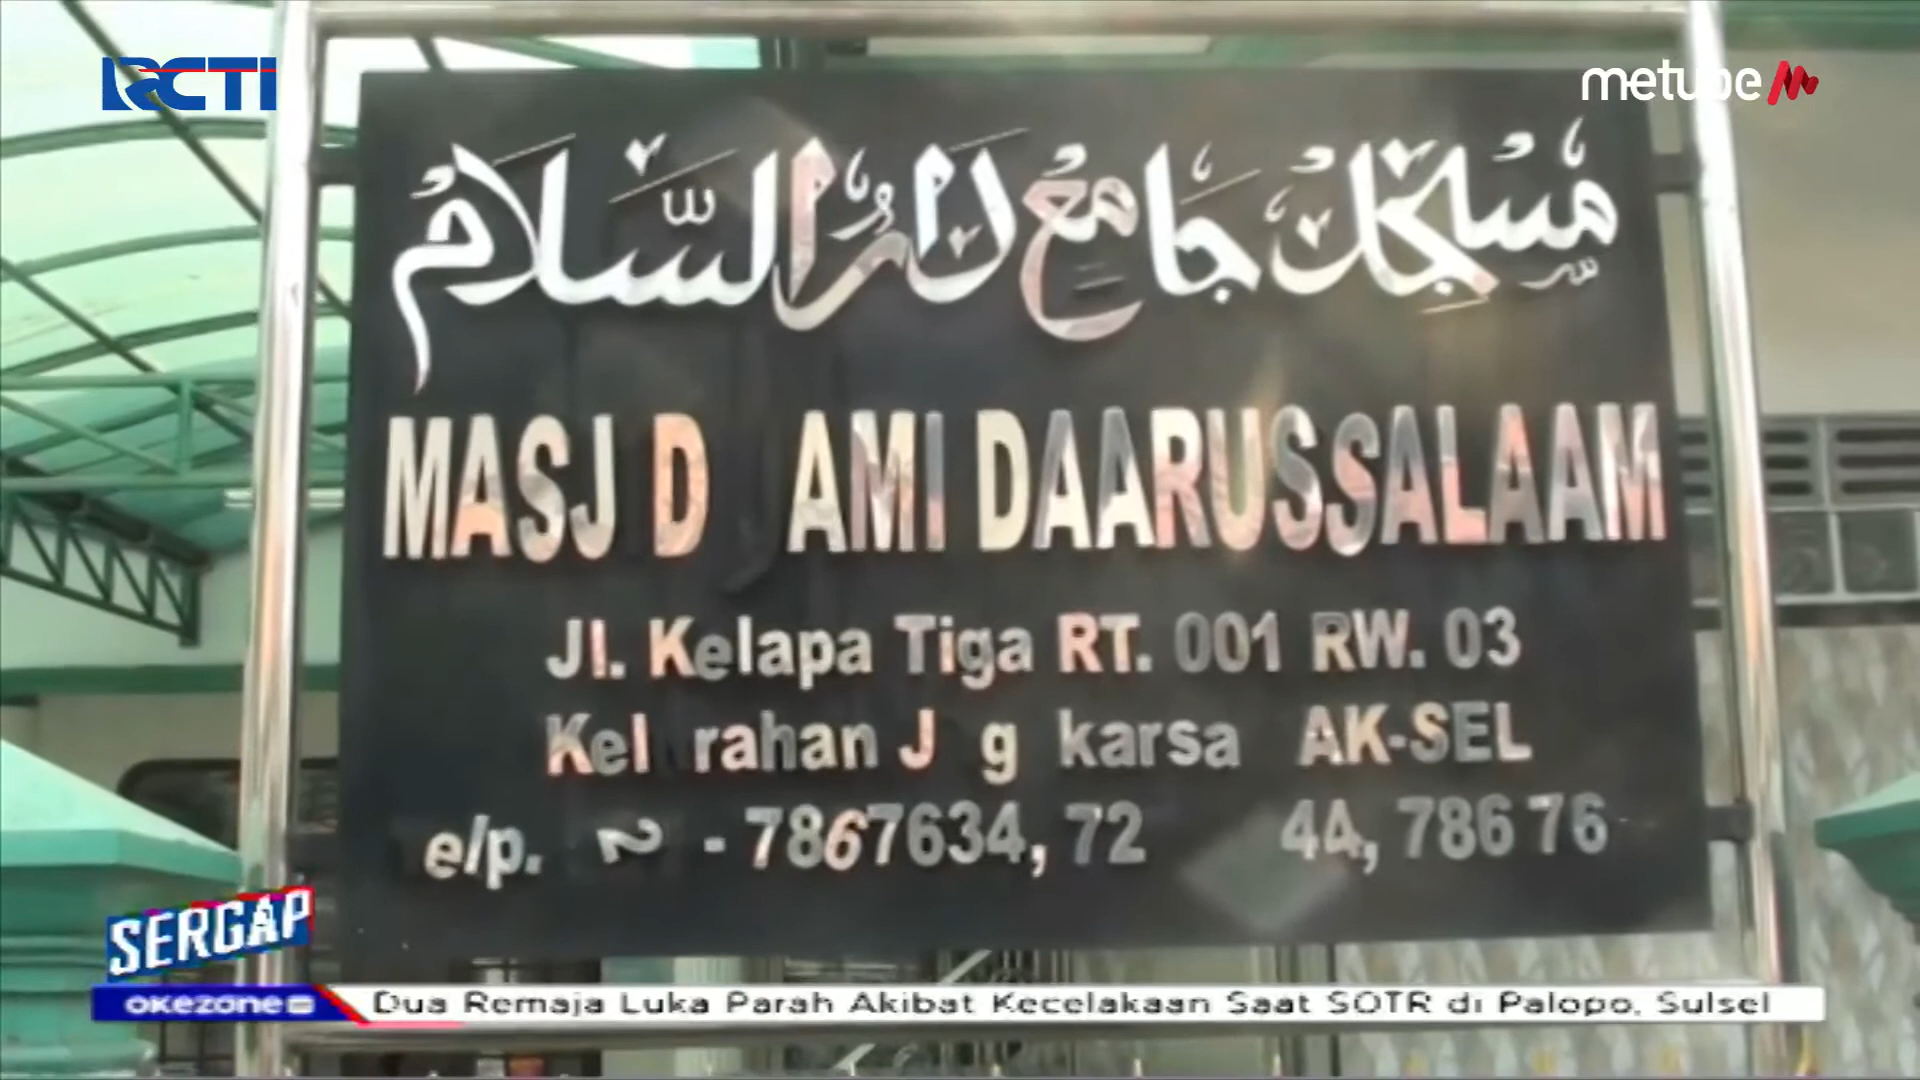 RCTI
metube
مسجد جامع دار السلام
MASJ D AMI DAARUSSALAAM
Jl. Kelapa Tiga RT. 001 RW. 03
Kel rahan J g karsa AK-SEL
e/p. 2 - 7867634, 72 44, 786 76
SERGAP
okezone
Dua Remaja Luka Parah Akibat Kecelakaan Saat SOTR di Palopo, Sulsel